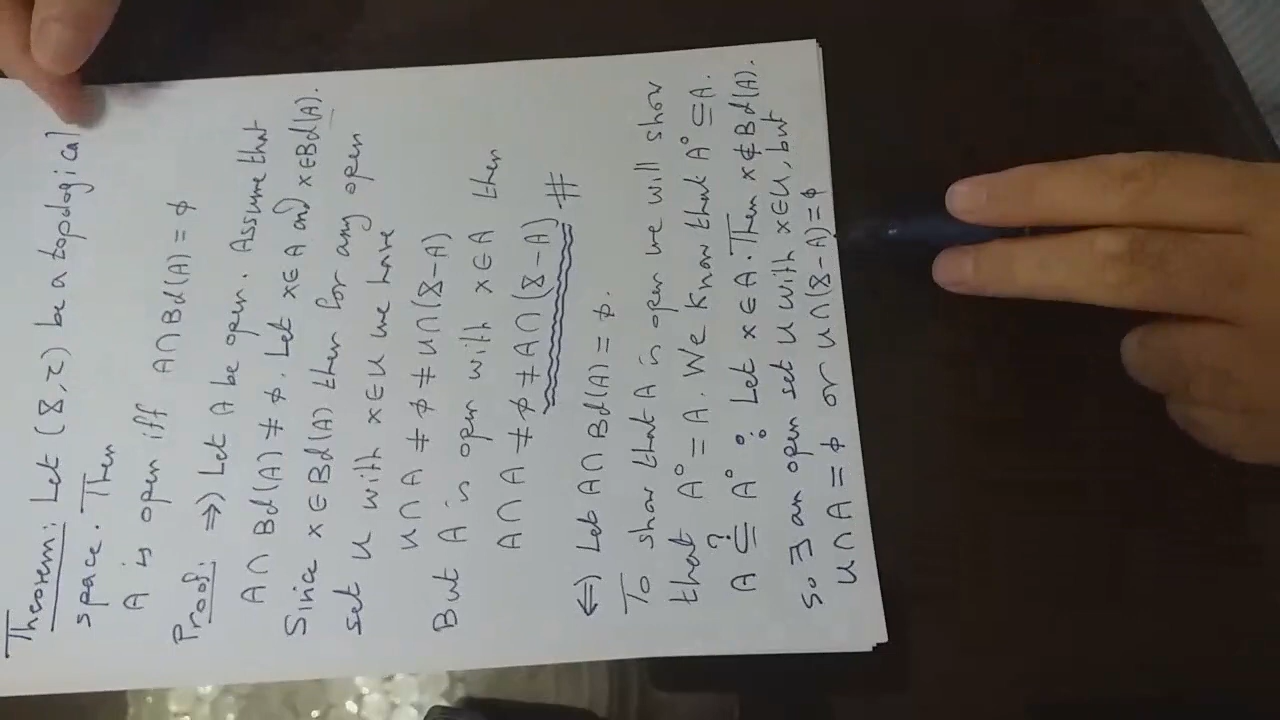 Theorem: Let (X, τ) be a topological
space. Then
A is open iff A∩Bd(A) = ϕ
Proof: ⇒) Let A be open. Assume that
A∩Bd(A) ≠ ϕ. Let x∈A and x∈Bd(A).
Since x∈Bd(A) then for any open
set U with x∈U we have
U∩A ≠ ϕ ≠ U∩(X-A)
But A is open with x∈A then
A∩A ≠ ϕ ≠ A∩(X-A) #
⇐) Let A∩Bd(A) = ϕ.
To show that A is open we will show
that A° = A. We know that A° ⊆ A.
A ⊆? A° : Let x∈A. Then x∉Bd(A).
So ∃ an open set U with x∈U, but
U∩A = ϕ or U∩(X-A) = ϕ